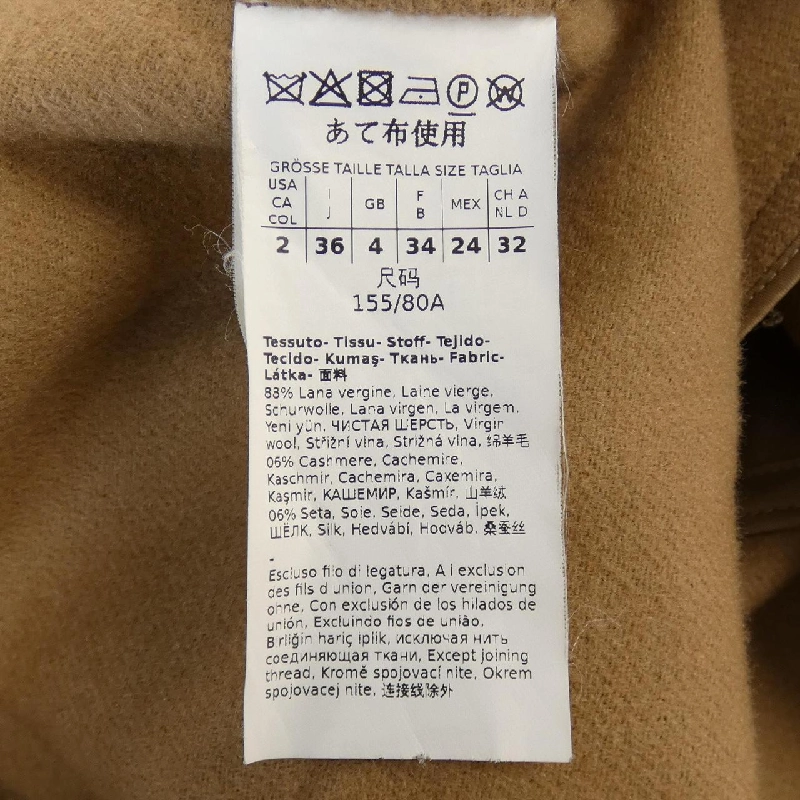 P W
あて布使用
GRÖSSE TAILLE TALLA SIZE TAGLIA
USA CA COL I J GB F B MEX CH A NL D
2 36 4 34 24 32
尺码
155/80A
Tessuto- Tissu- Stoff- Tejido-
Tecido- Kumaş- Ткань- Fabric-
Látka- 面料
88% Lana vergine, Laine vierge,
Schurwolle, Lana virgen, La virgem,
Yeni yün, ЧИСТАЯ ШЕРСТЬ, Virgin
wool, Střižní vlna, Strižná vlna, 绵羊毛
06% Cashmere, Cachemire,
Kaschmir, Cachemira, Caxemira,
Kaşmir, КАШЕМИР, Kašmír, 山羊绒
06% Seta, Soie, Seide, Seda, İpek,
ШЁЛК, Silk, Hedvábí, Hodváb, 桑蚕丝
-
Escluso filo di legatura, A l exclusion
des fils d union, Garn der vereinigung
ohne, Con exclusión de los hilados de
unión, Excluindo fios de união,
Birliğin hariç iplik, исключая нить
соединяющая ткани, Except joining
thread, Kromě spojovací nite, Okrem
spojovacej nite, 连接线除外